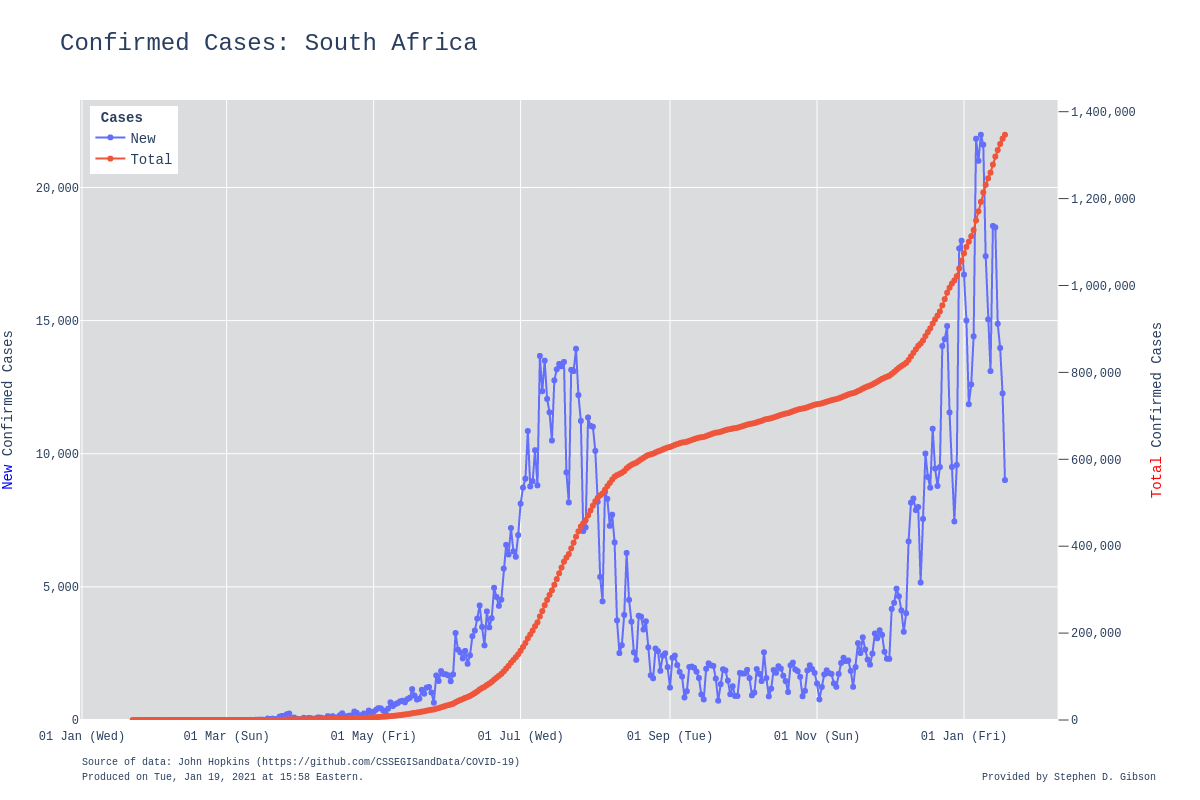 Confirmed Cases: South Africa
Cases
New
Total
20,000
15,000
10,000
5,000
0
New Confirmed Cases
1,400,000
1,200,000
1,000,000
800,000
600,000
400,000
200,000
0
Total Confirmed Cases
01 Jan (Wed)
01 Mar (Sun)
01 May (Fri)
01 Jul (Wed)
01 Sep (Tue)
01 Nov (Sun)
01 Jan (Fri)
Source of data: John Hopkins (https://github.com/CSSEGISandData/COVID-19)
Produced on Tue, Jan 19, 2021 at 15:58 Eastern.
Provided by Stephen D. Gibson